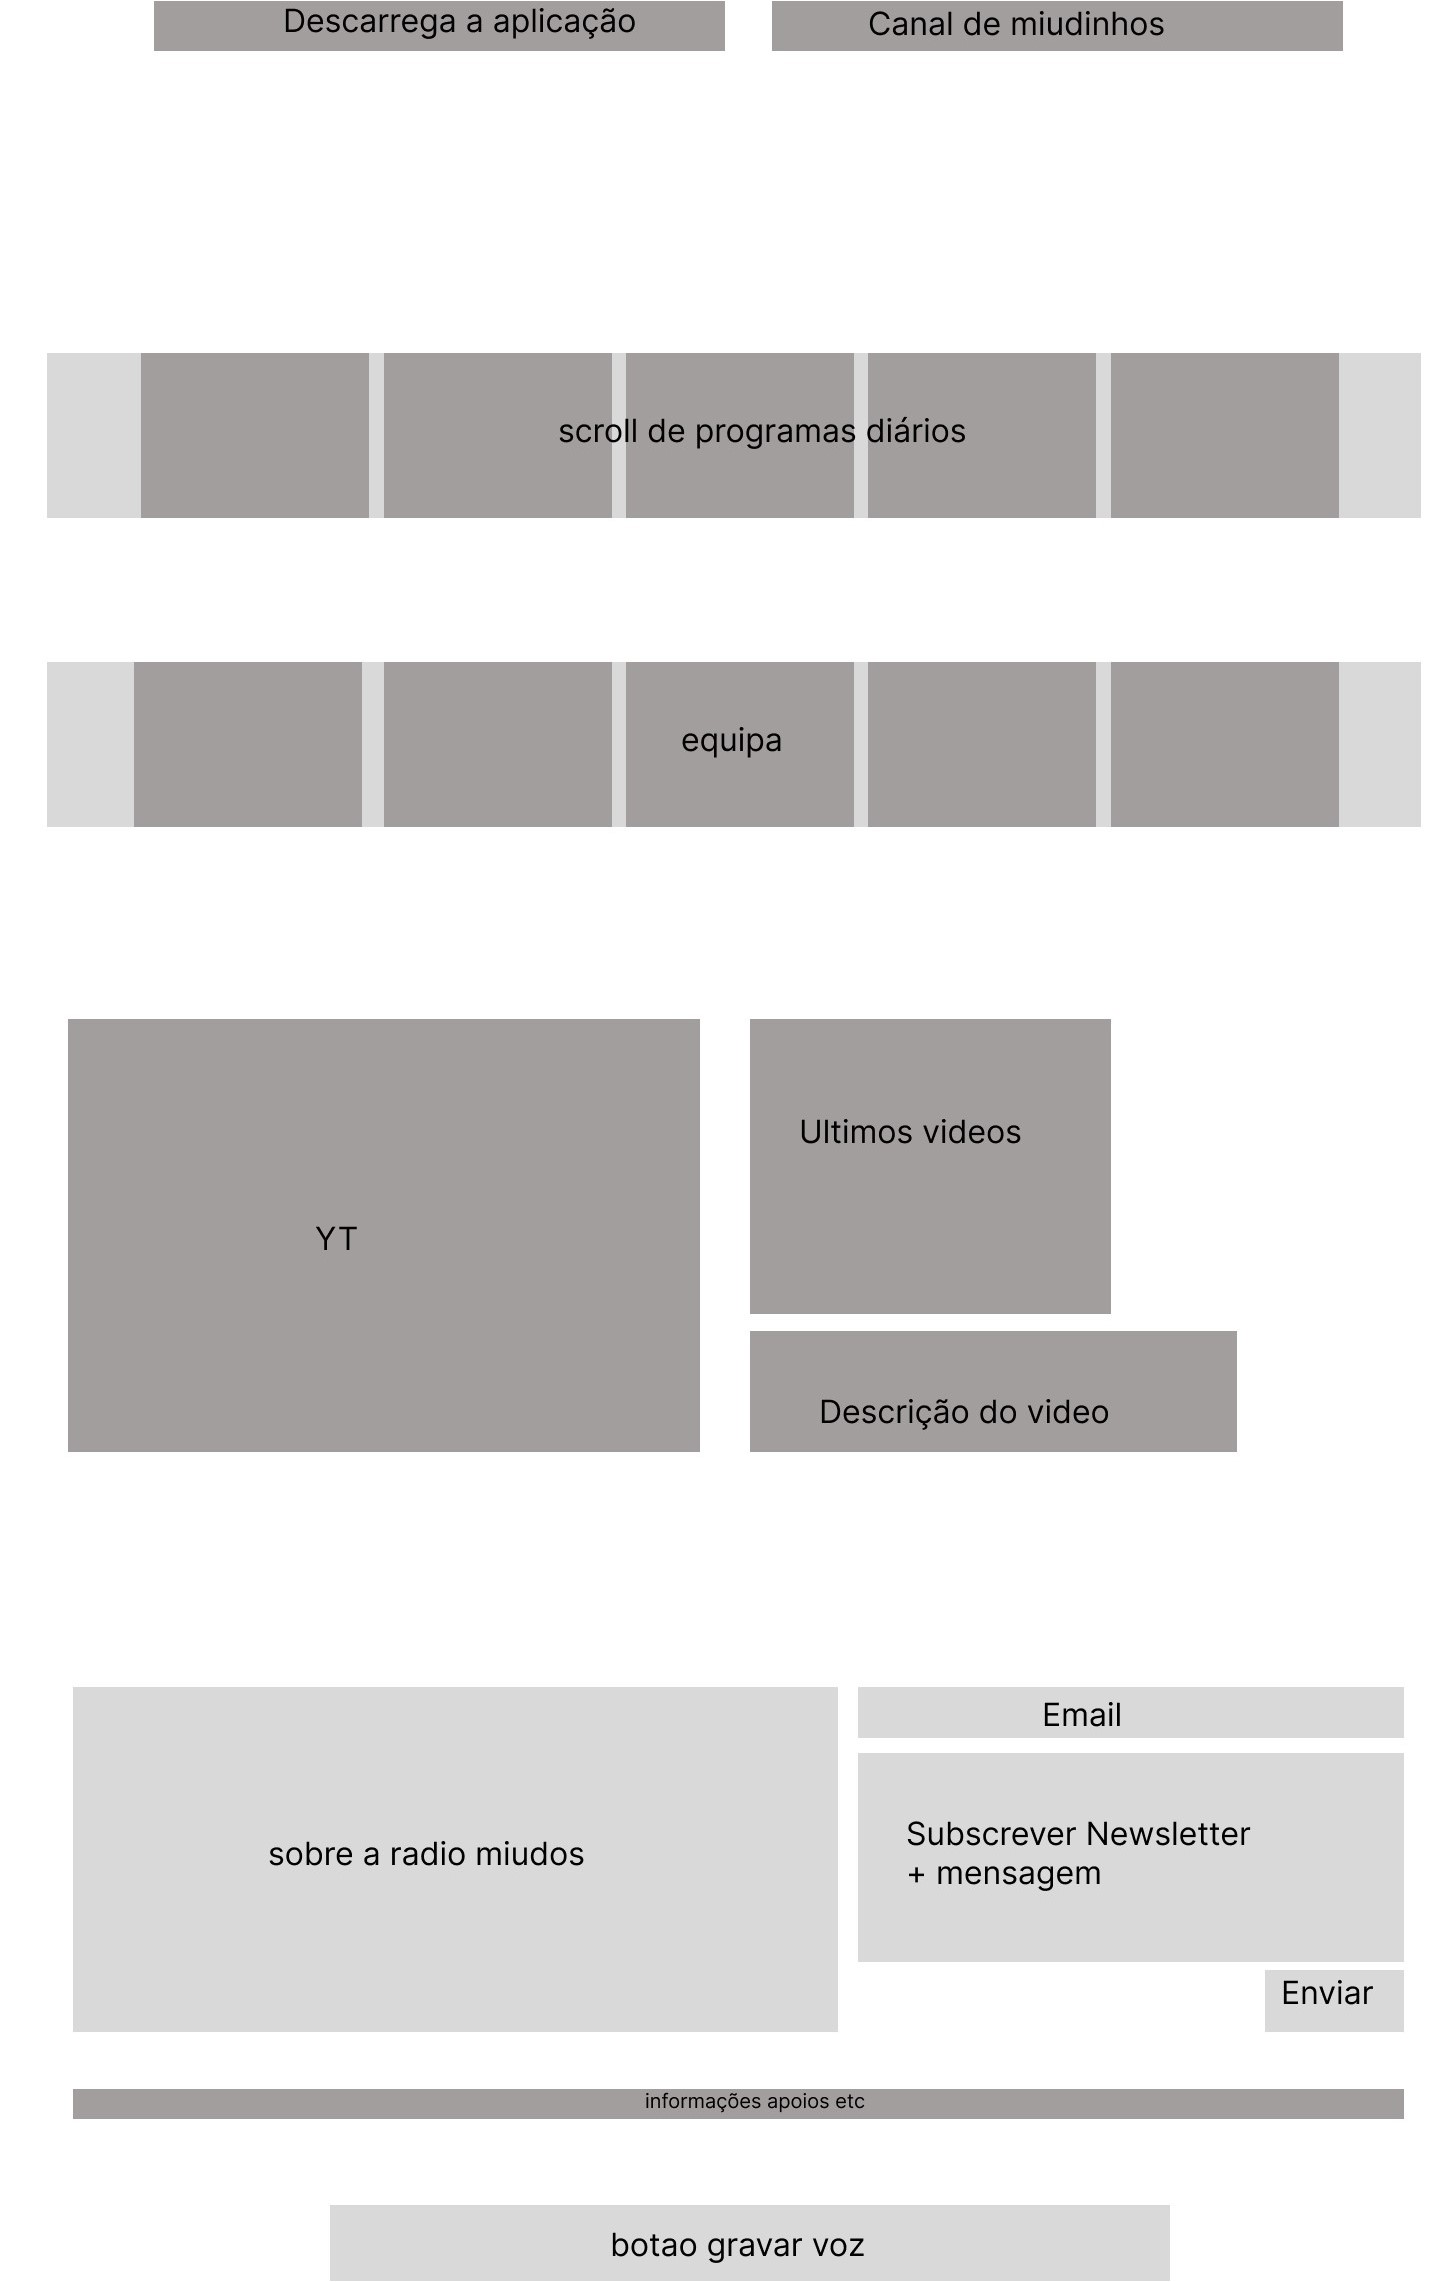 Descarrega a aplicação
Canal de miudinhos
scroll de programas diários
equipa
YT
Ultimos videos
Descrição do video
sobre a radio miudos
Email
Subscrever Newsletter
+ mensagem
Enviar
informações apoios etc
botao gravar voz